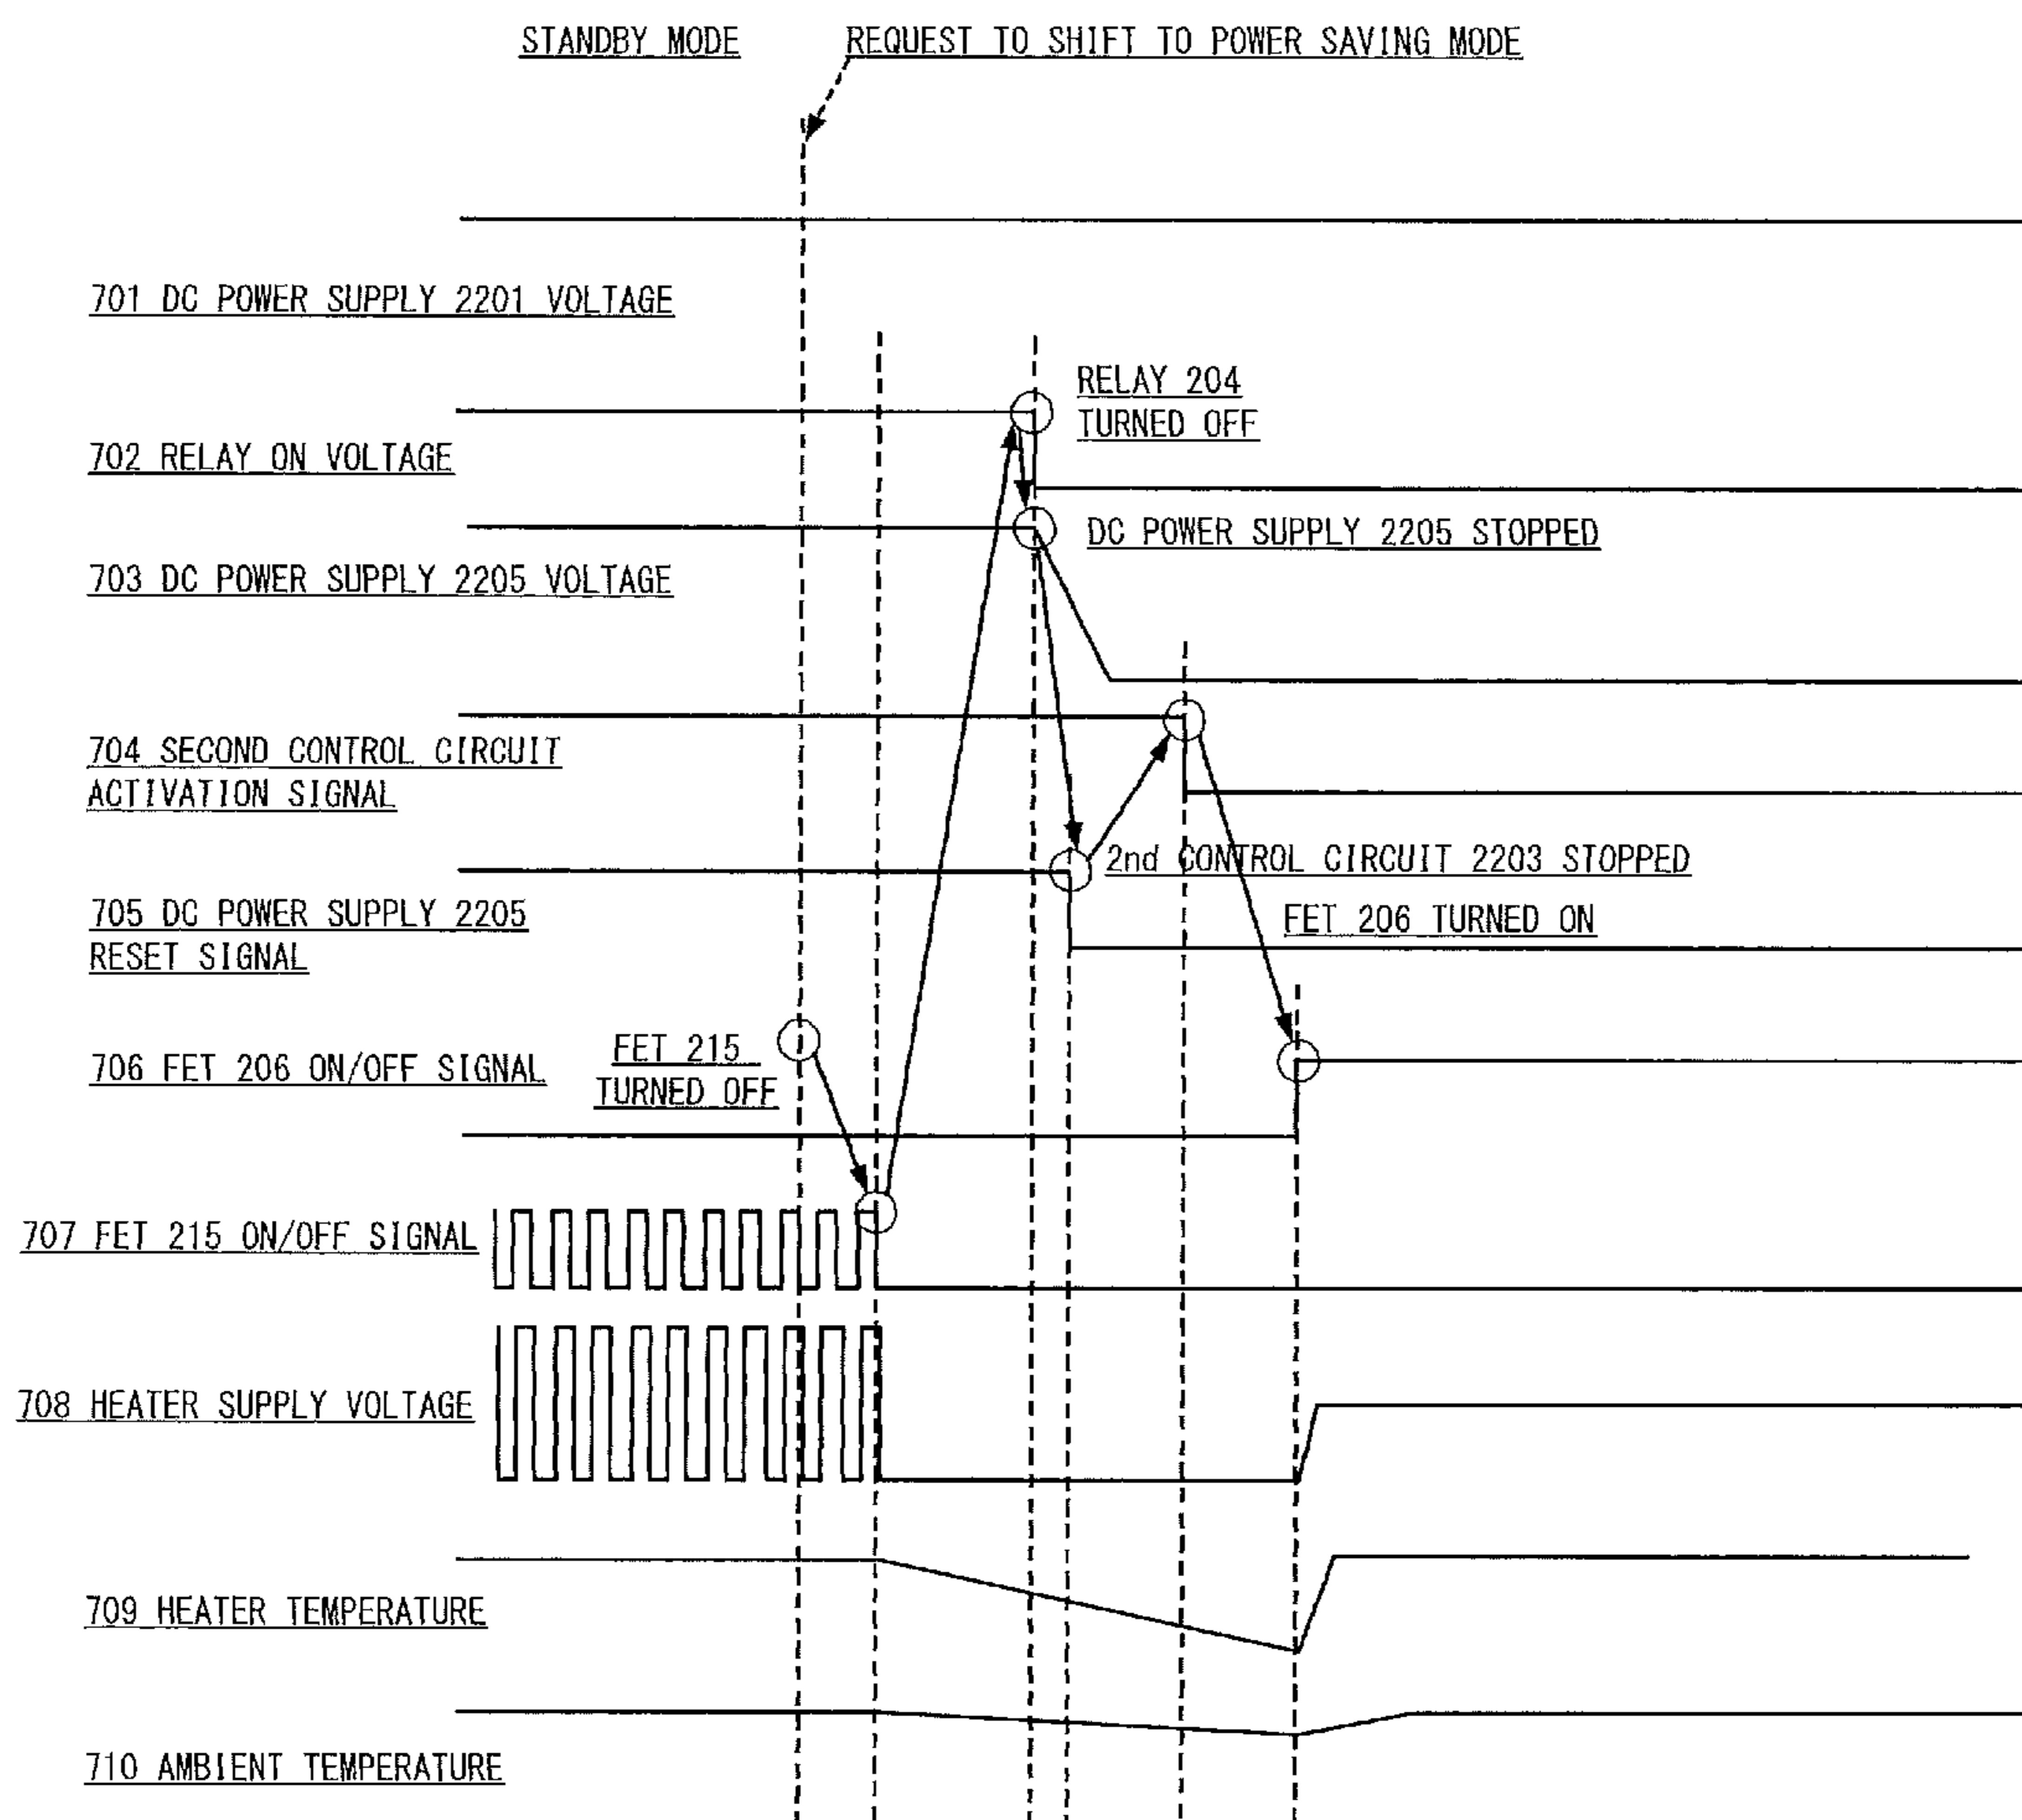 STANDBY MODE
REQUEST TO SHIFT TO POWER SAVING MODE
701 DC POWER SUPPLY 2201 VOLTAGE
RELAY 204
TURNED OFF
702 RELAY ON VOLTAGE
DC POWER SUPPLY 2205 STOPPED
703 DC POWER SUPPLY 2205 VOLTAGE
704 SECOND CONTROL CIRCUIT
ACTIVATION SIGNAL
2nd CONTROL CIRCUIT 2203 STOPPED
705 DC POWER SUPPLY 2205
RESET SIGNAL
FET 206 TURNED ON
706 FET 206 ON/OFF SIGNAL
FET 215
TURNED OFF
707 FET 215 ON/OFF SIGNAL
708 HEATER SUPPLY VOLTAGE
709 HEATER TEMPERATURE
710 AMBIENT TEMPERATURE